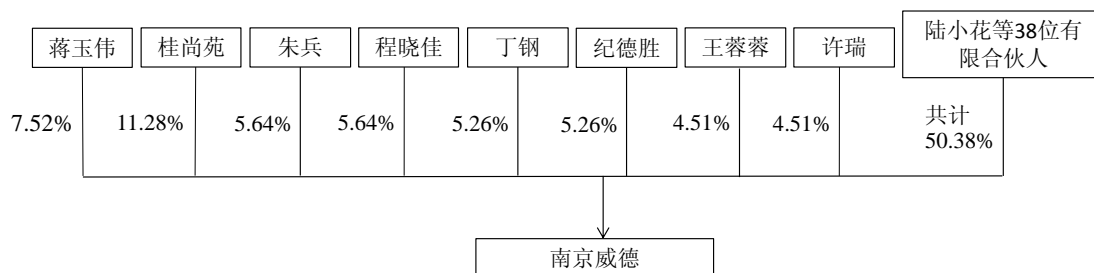 蒋玉伟
桂尚苑
朱兵
程晓佳
丁钢
纪德胜
王蓉蓉
许瑞
陆小花等38位有
限合伙人
7.52%
11.28%
5.64%
5.64%
5.26%
5.26%
4.51%
4.51%
共计
50.38%
南京威德